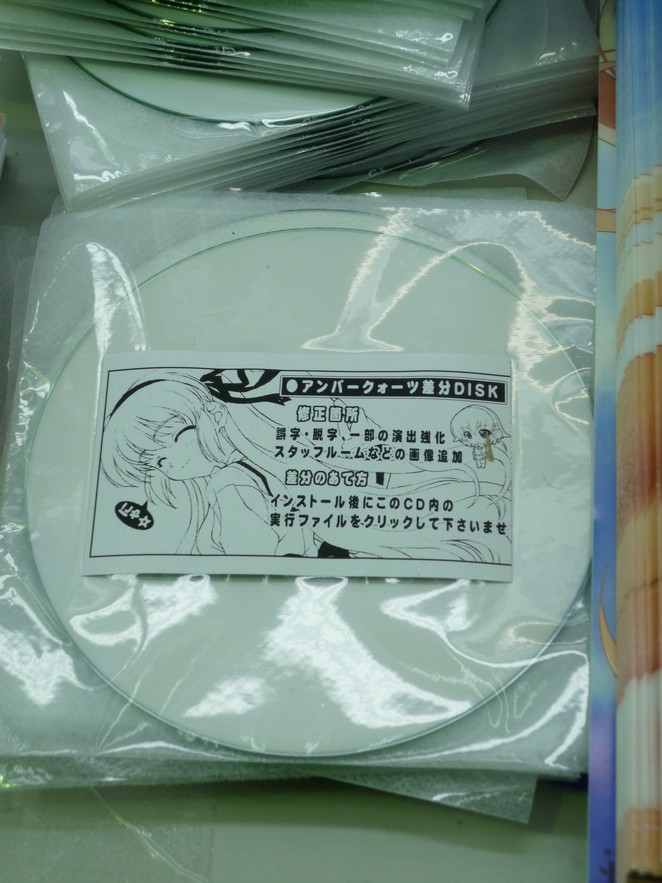 ●アンバークォーツ差分DISK
修正箇所
誤字・脱字、一部の演出強化
スタッフルームなどの画像追加
差分のあて方
インストール後にこのCD内の
実行ファイルをクリックして下さいませ